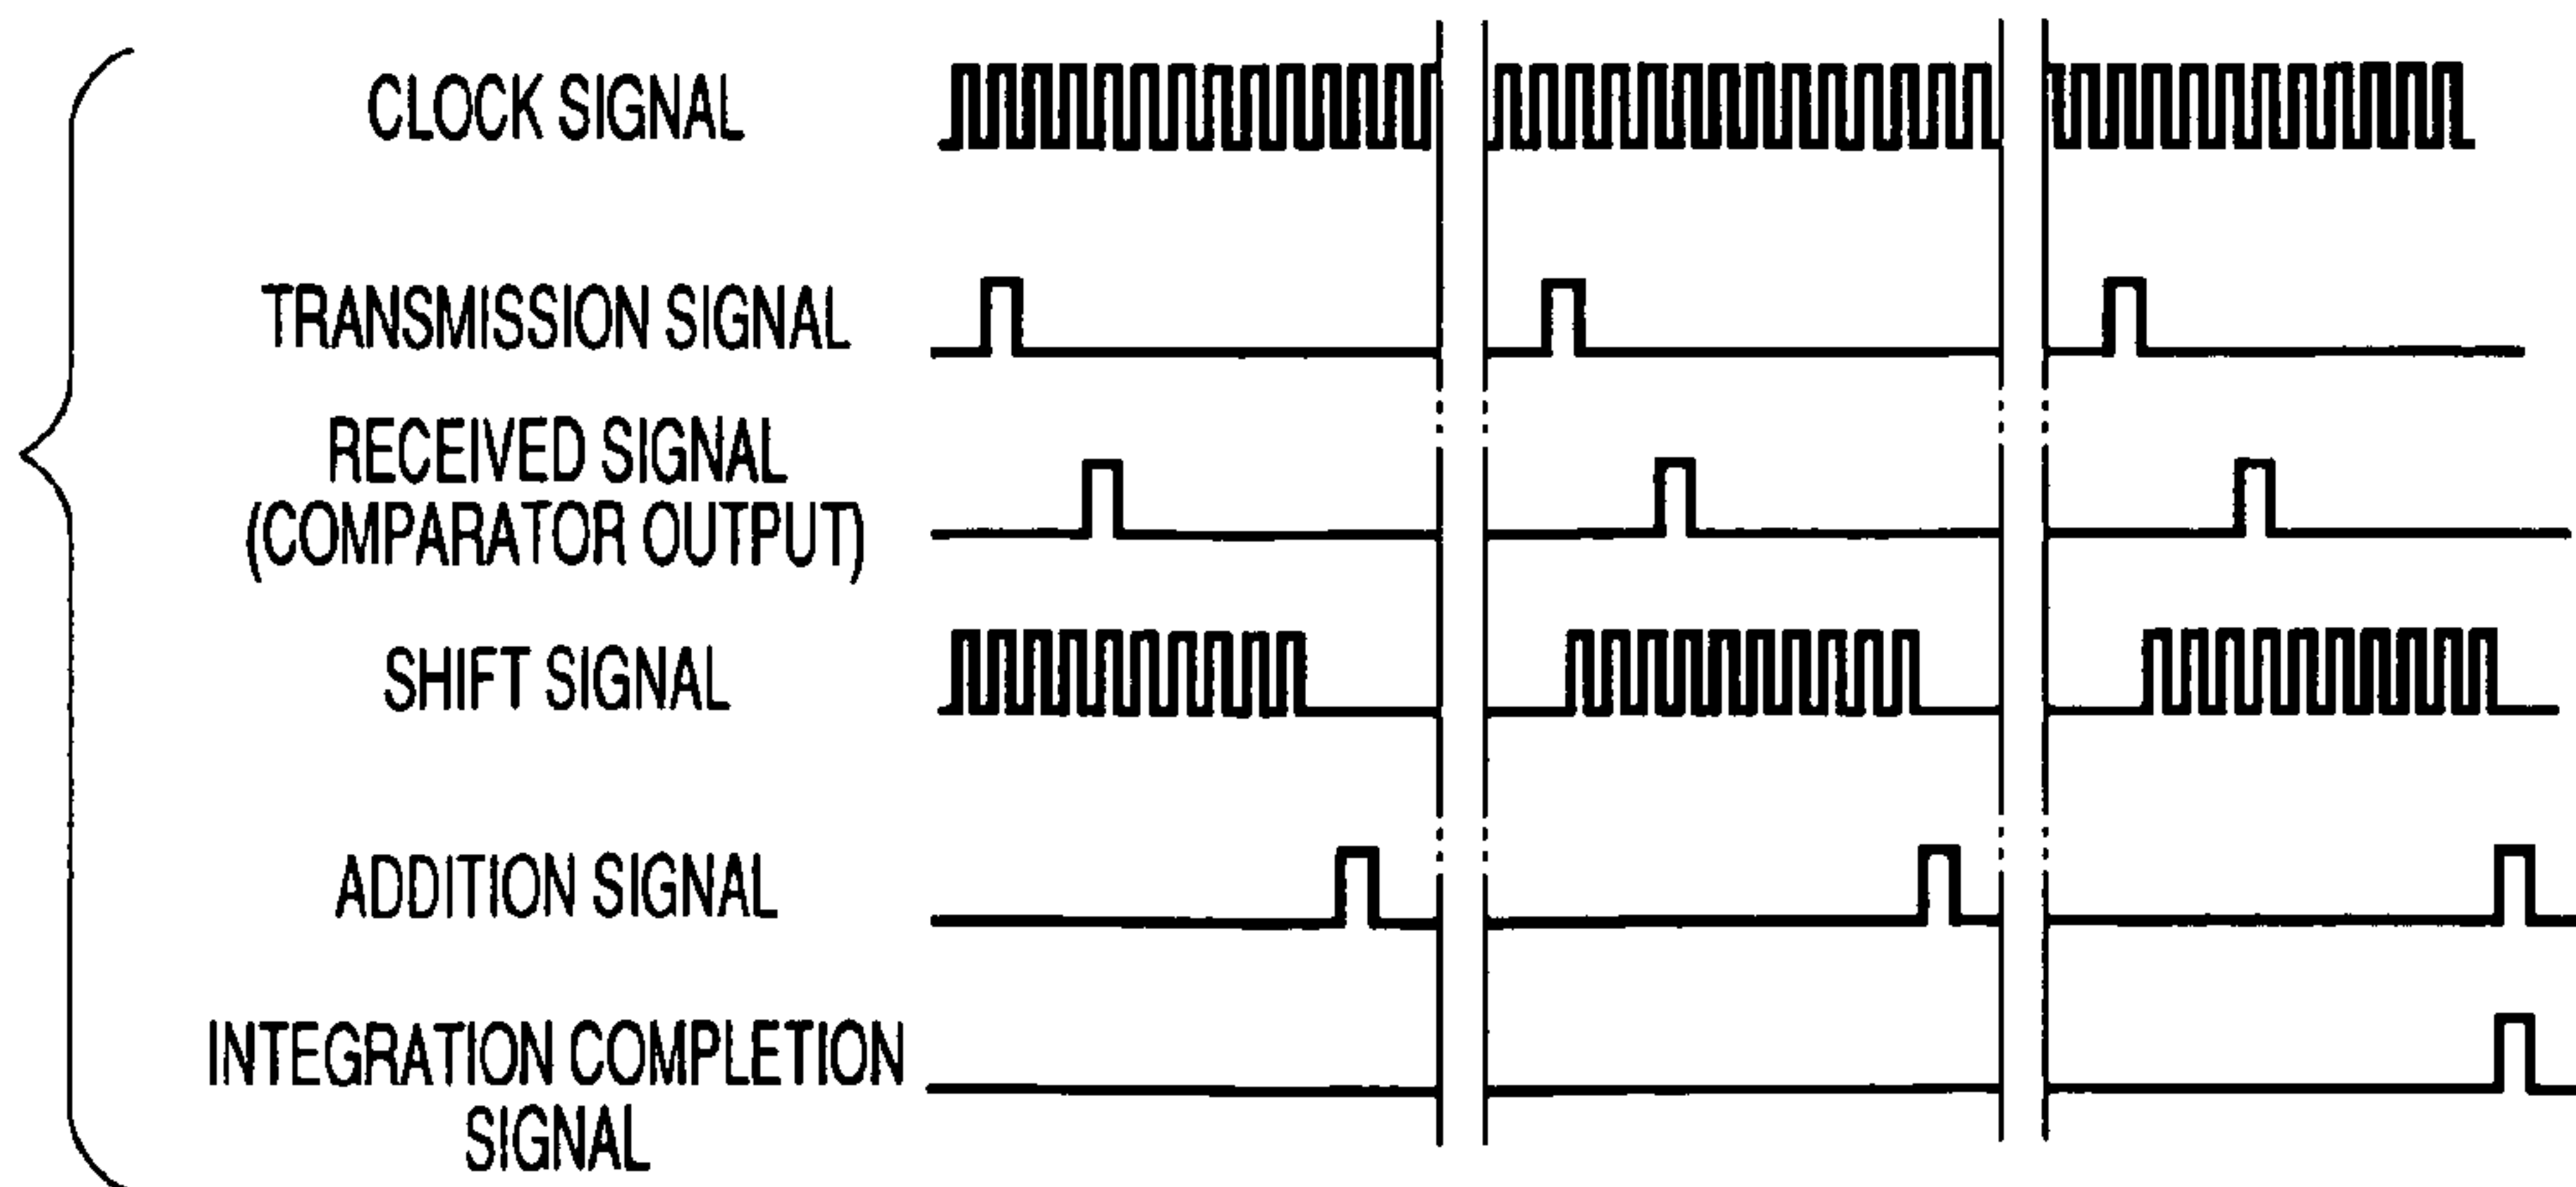 CLOCK SIGNAL
TRANSMISSION SIGNAL
RECEIVED SIGNAL
(COMPARATOR OUTPUT)
SHIFT SIGNAL
ADDITION SIGNAL
INTEGRATION COMPLETION
SIGNAL